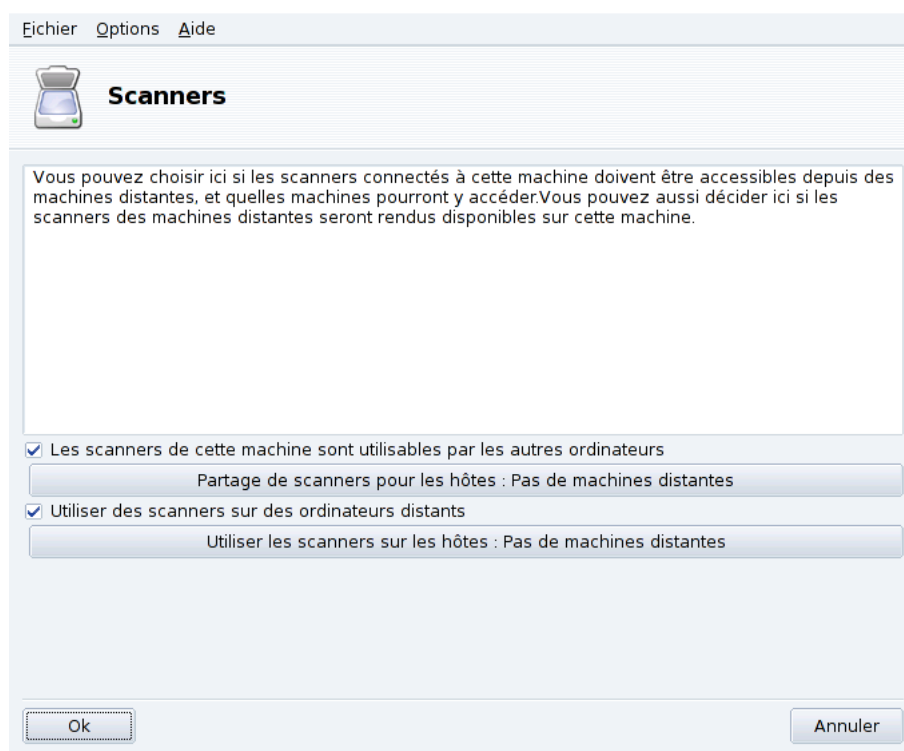 Fichier Options Aide
Scanners
Vous pouvez choisir ici si les scanners connectés à cette machine doivent être accessibles depuis des
machines distantes, et quelles machines pourront y accéder.Vous pouvez aussi décider ici si les
scanners des machines distantes seront rendus disponibles sur cette machine.
Les scanners de cette machine sont utilisables par les autres ordinateurs
Partage de scanners pour les hôtes : Pas de machines distantes
Utiliser des scanners sur des ordinateurs distants
Utiliser les scanners sur les hôtes : Pas de machines distantes
Ok Annuler